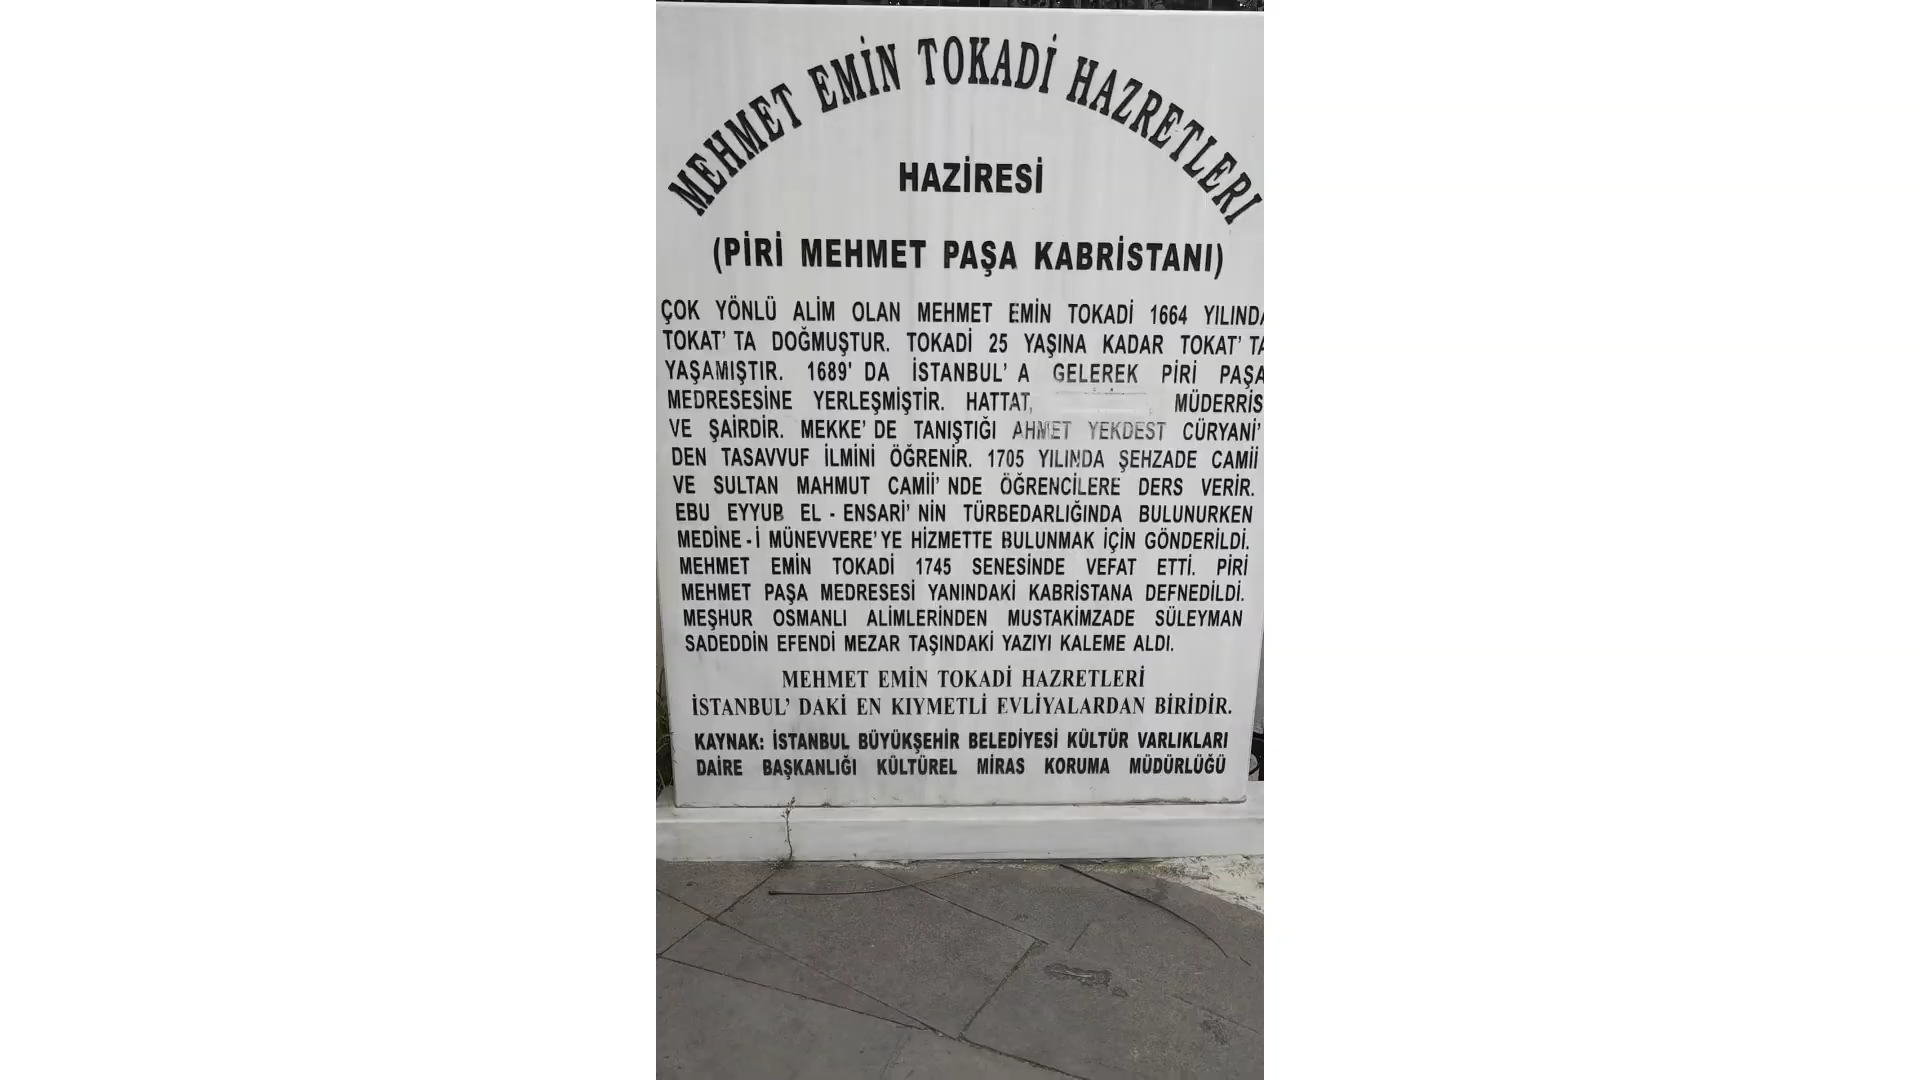 MEHMET EMİN TOKADİ HAZRETLERİ
HAZİRESİ
(PİRİ MEHMET PAŞA KABRİSTANI)
ÇOK YÖNLÜ ALİM OLAN MEHMET EMİN TOKADİ 1664 YILINDA
TOKAT' TA DOĞMUŞTUR. TOKADİ 25 YAŞINA KADAR TOKAT' TA
YAŞAMIŞTIR. 1689' DA İSTANBUL' A GELEREK PİRİ PAŞA
MEDRESESİNE YERLEŞMİŞTİR. HATTAT, MÜDERRİS
VE ŞAİRDİR. MEKKE' DE TANIŞTIĞI AHMET YEKDEST CÜRYANİ'
DEN TASAVVUF İLMİNİ ÖĞRENİR. 1705 YILINDA ŞEHZADE CAMİİ
VE SULTAN MAHMUT CAMİİ' NDE ÖĞRENCİLERE DERS VERİR.
EBU EYYUB EL - ENSARİ' NİN TÜRBEDARLIĞINDA BULUNURKEN
MEDİNE - İ MÜNEVVERE' YE HİZMETTE BULUNMAK İÇİN GÖNDERİLDİ.
MEHMET EMİN TOKADİ 1745 SENESİNDE VEFAT ETTİ. PİRİ
MEHMET PAŞA MEDRESESİ YANINDAKİ KABRİSTANA DEFNEDİLDİ.
MEŞHUR OSMANLI ALİMLERİNDEN MUSTAKİMZADE SÜLEYMAN
SADEDDİN EFENDİ MEZAR TAŞINDAKİ YAZIYI KALEME ALDI.
MEHMET EMİN TOKADİ HAZRETLERİ
İSTANBUL' DAKİ EN KIYMETLİ EVLİYALARDAN BİRİDİR.
KAYNAK: İSTANBUL BÜYÜKŞEHİR BELEDİYESİ KÜLTÜR VARLIKLARI
DAİRE BAŞKANLIĞI KÜLTÜREL MİRAS KORUMA MÜDÜRLÜĞÜ